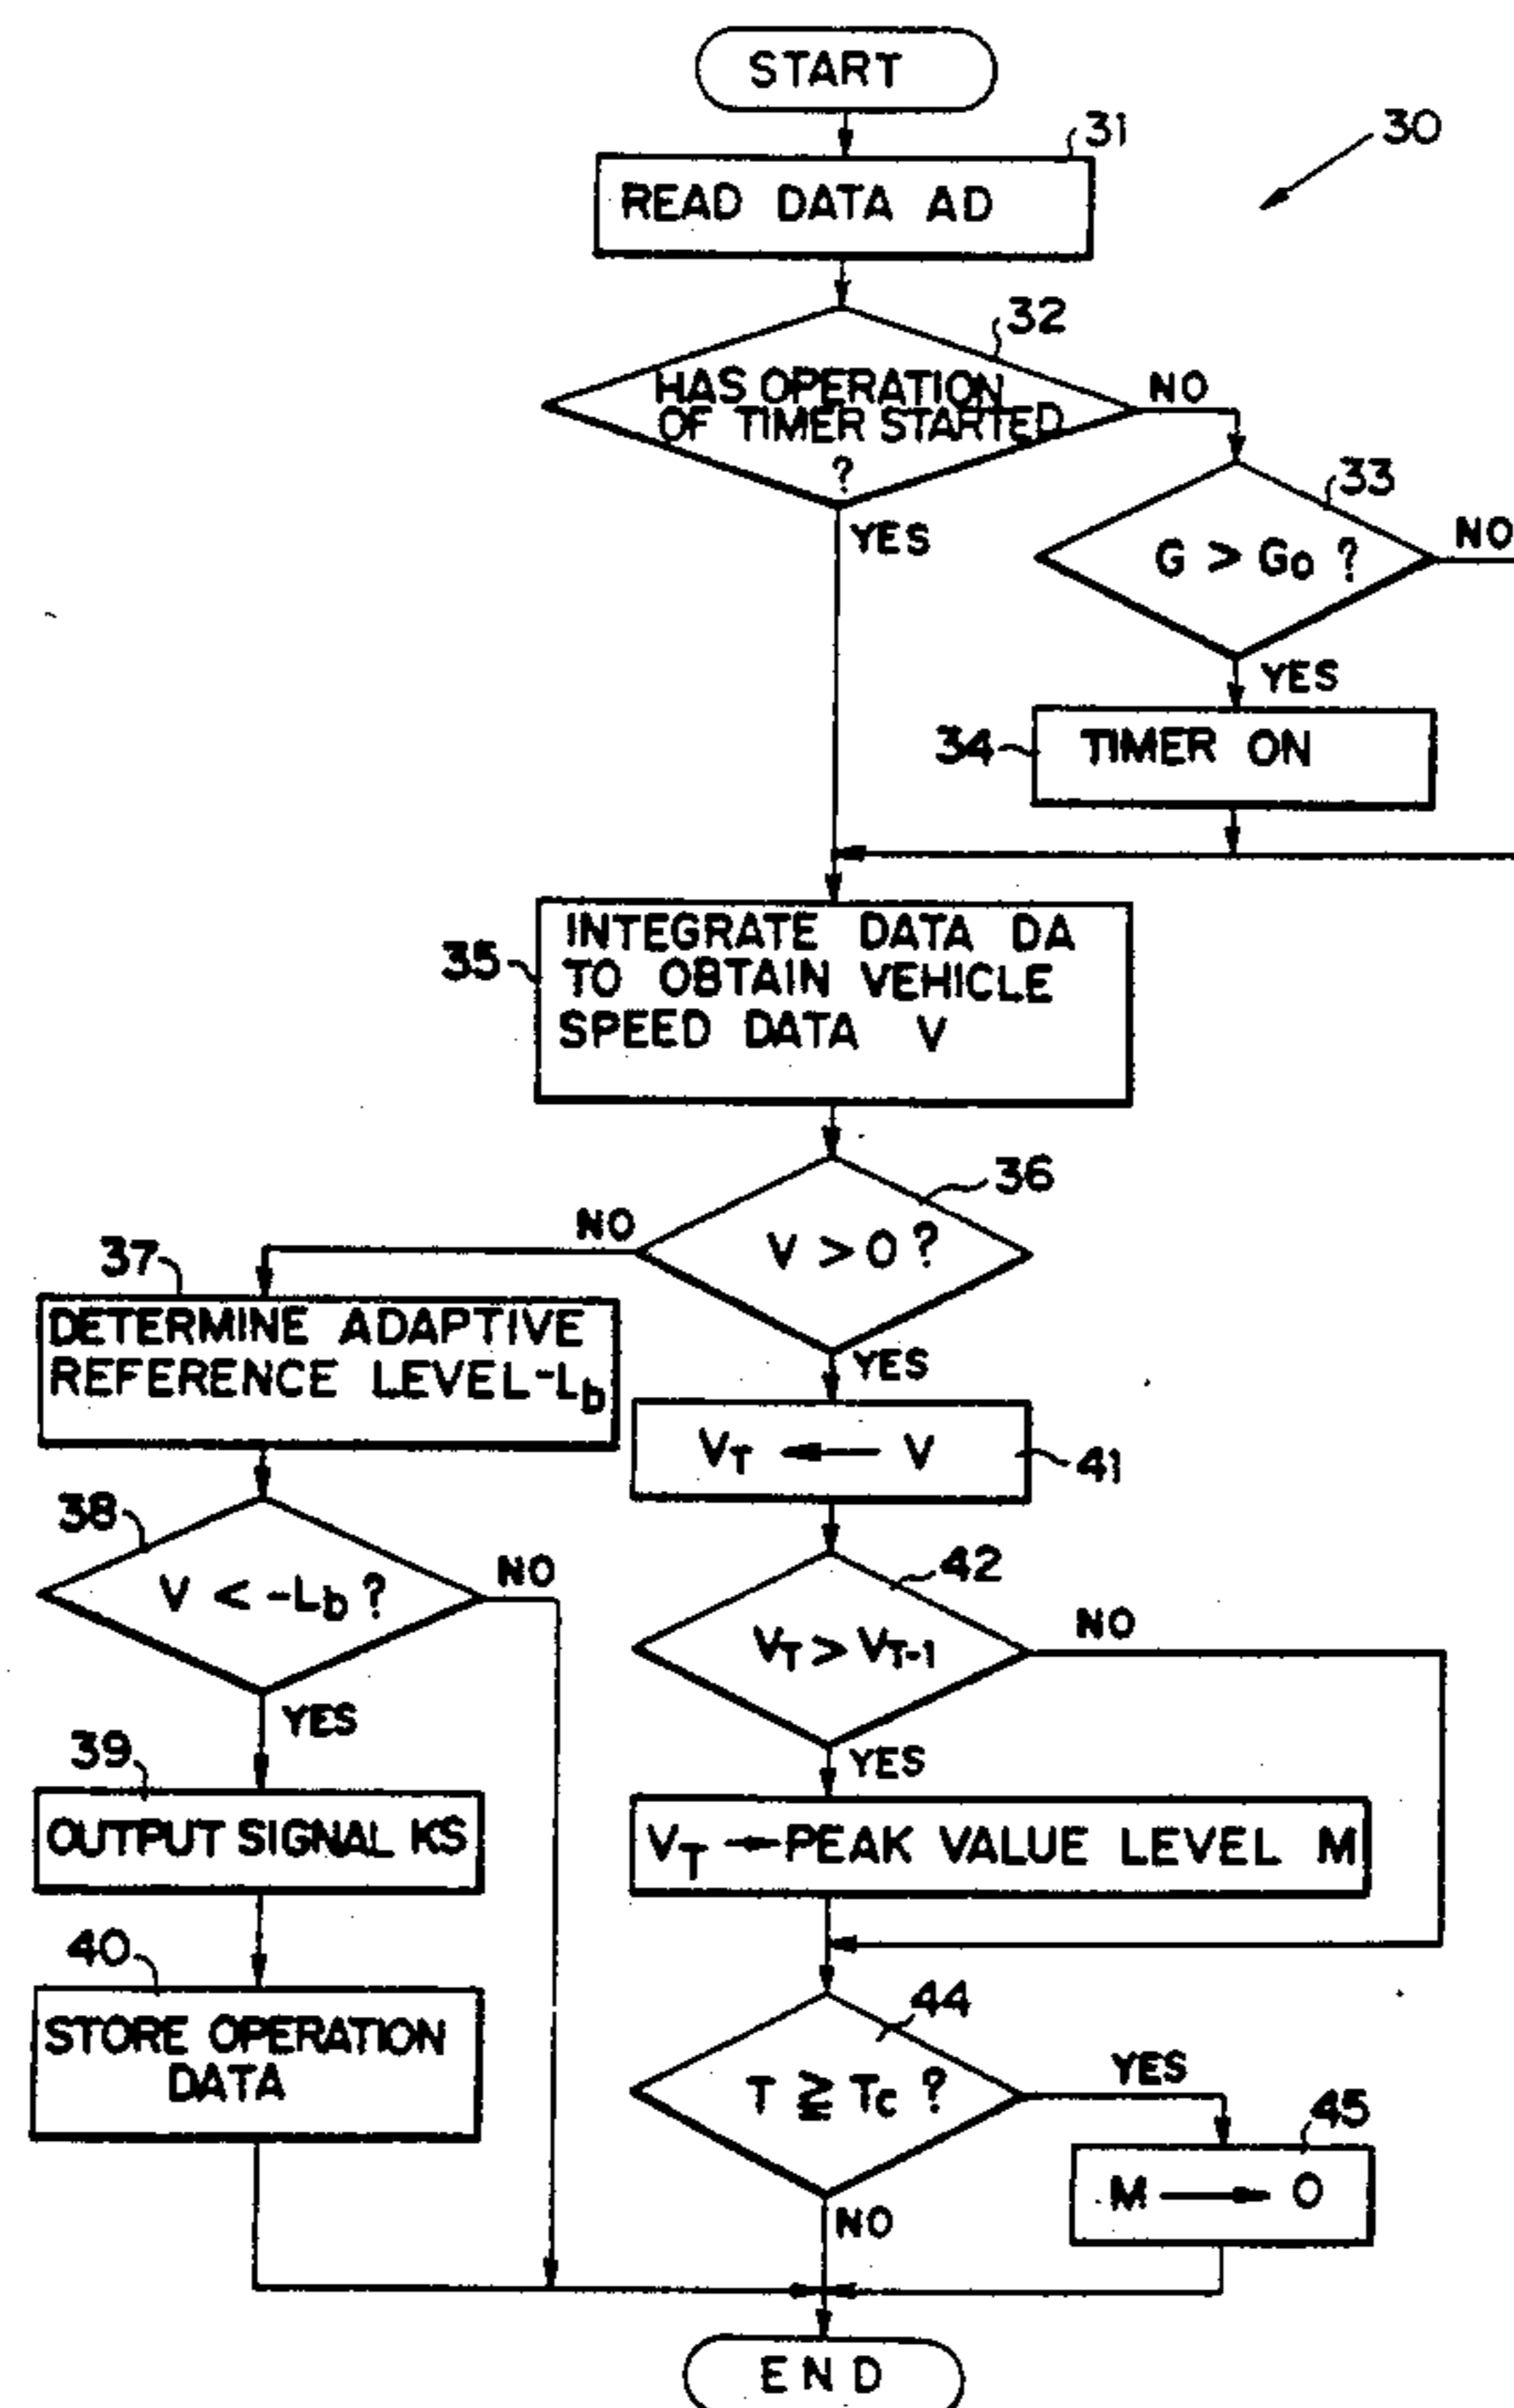 START
31
30
READ DATA AD
32
HAS OPERATION
OF TIMER STARTED
?
NO
YES
33
G > Go ?
NO
YES
34
TIMER ON
35
INTEGRATE DATA DA
TO OBTAIN VEHICLE
SPEED DATA V
36
V > 0 ?
NO
YES
37
DETERMINE ADAPTIVE
REFERENCE LEVEL-Lb
38
V < -Lb ?
NO
YES
39
OUTPUT SIGNAL KS
40
STORE OPERATION
DATA
VT ← V
41
42
VT > VT-1
NO
YES
VT → PEAK VALUE LEVEL M
44
T ≧ Tc ?
YES
NO
45
M → 0
END